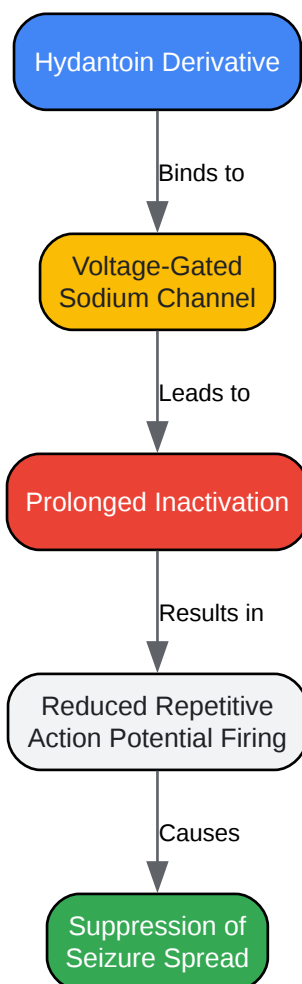 Hydantoin Derivative
Binds to
Voltage-Gated
Sodium Channel
Leads to
Prolonged Inactivation
Results in
Reduced Repetitive
Action Potential Firing
Causes
Suppression of
Seizure Spread